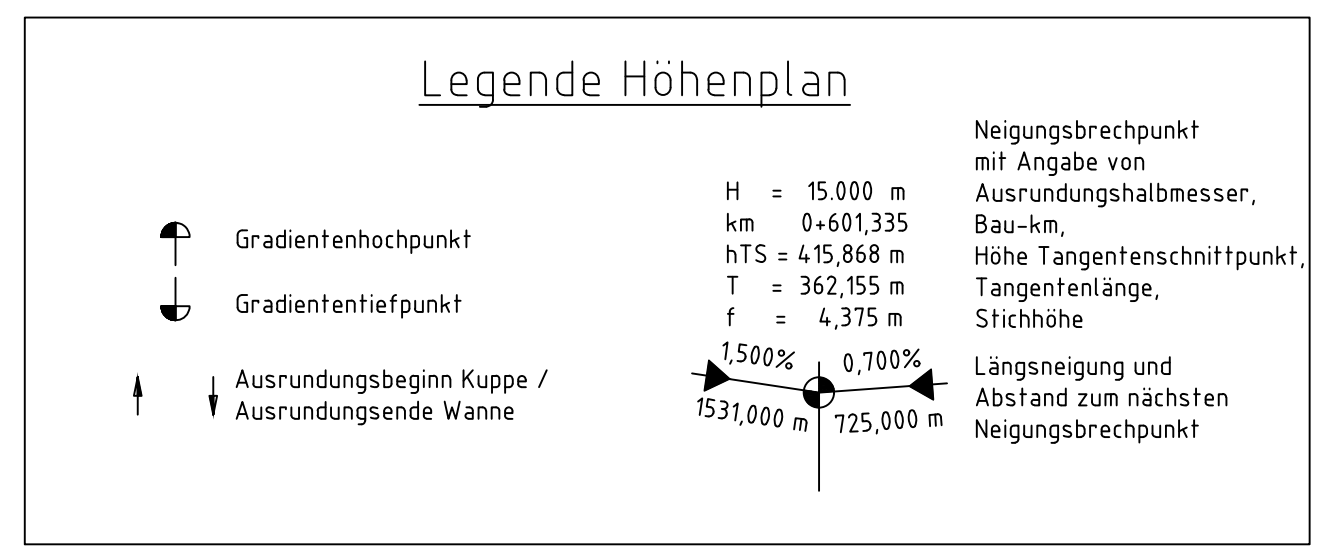 Legende Höhenplan
Gradientenhochpunkt
Gradiententiefpunkt
Ausrundungsbeginn Kuppe /
Ausrundungsende Wanne
H = 15.000 m
km 0+601,335
hTS = 415,868 m
T = 362,155 m
f = 4,375 m
Neigungsbrechpunkt
mit Angabe von
Ausrundungshalbmesser,
Bau-km,
Höhe Tangentenschnittpunkt,
Tangentenlänge,
Stichhöhe
1,500% 0,700%
1531,000 m 725,000 m
Längsneigung und
Abstand zum nächsten
Neigungsbrechpunkt